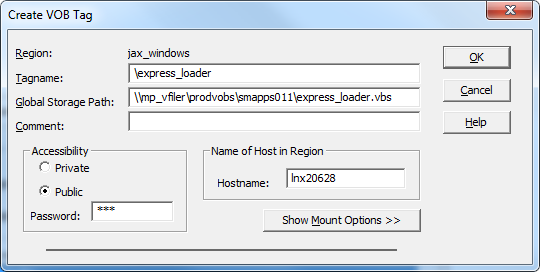 Create VOB Tag
Region: jax_windows
Tagname: \express_loader
Global Storage Path: \\mp_vfiler\prodvobs\smapps011\express_loader.vbs
Comment:
OK
Cancel
Help
Accessibility
Private
Public
Password: ***
Name of Host in Region
Hostname: lnx20628
Show Mount Options >>